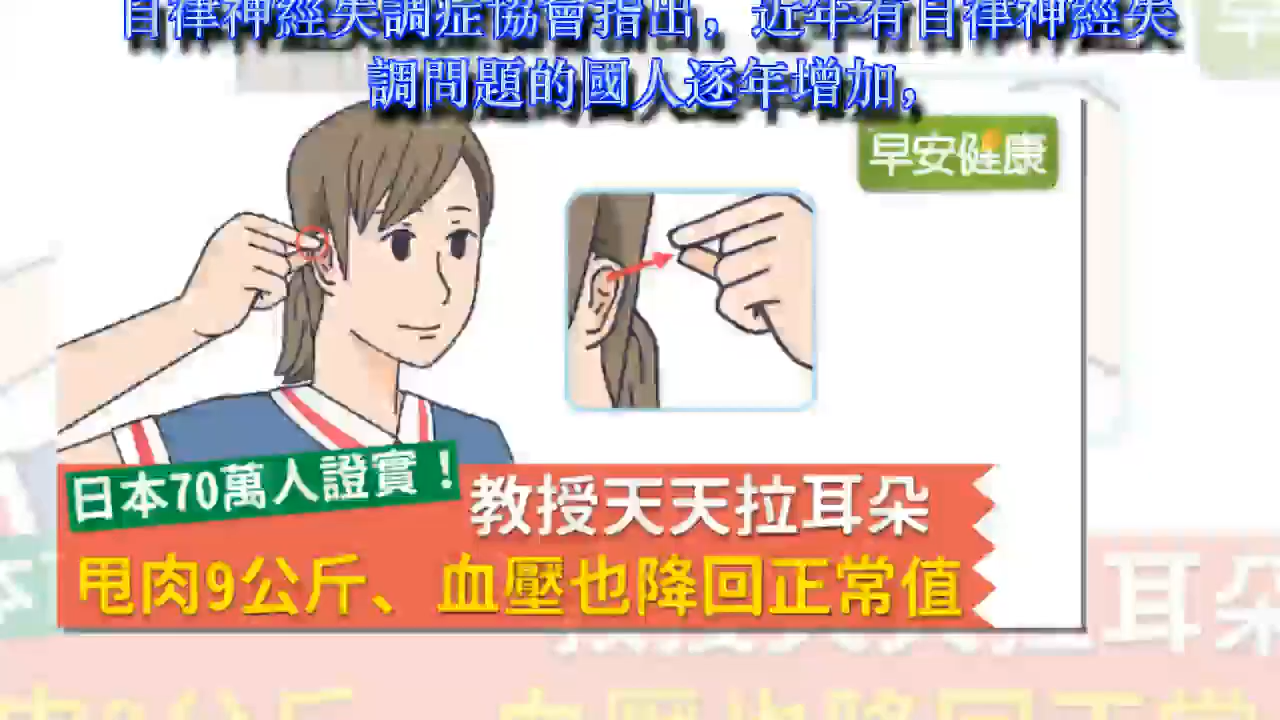 自律神經失調症協會指出，近年有自律神經失
調問題的國人逐年增加，
早安健康
日本70萬人證實！
教授天天拉耳朵
甩肉9公斤、血壓也降回正常值